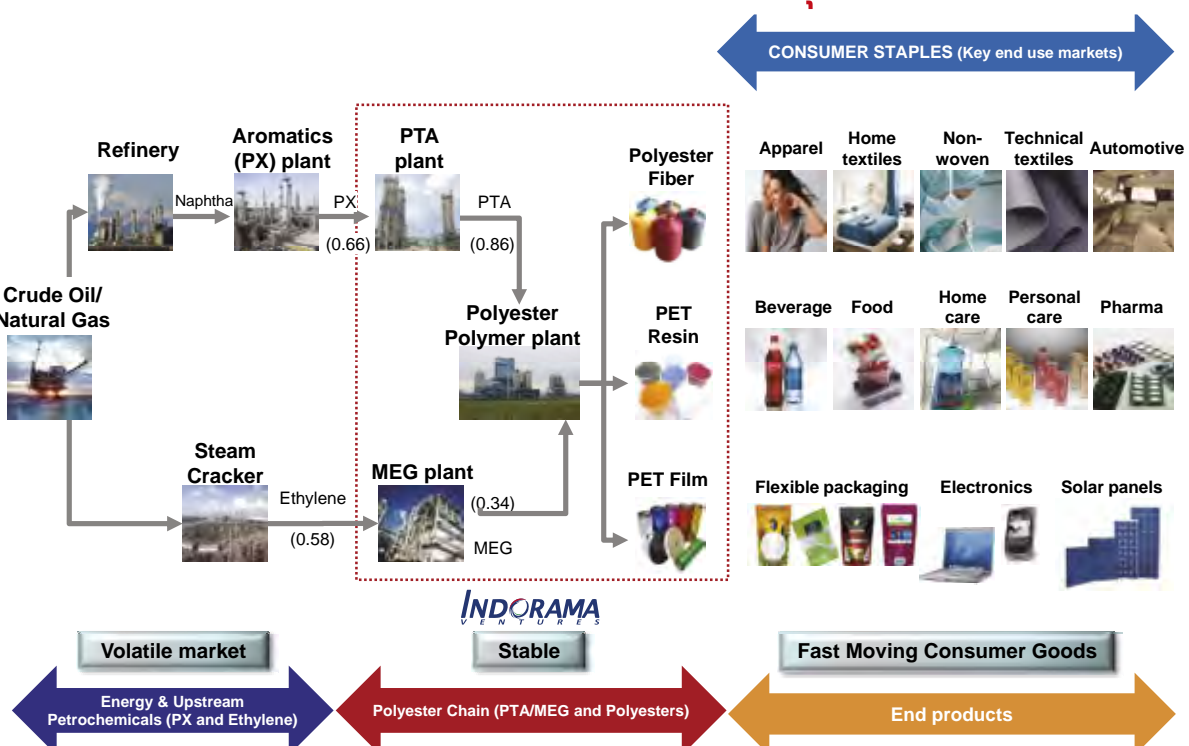 CONSUMER STAPLES (Key end use markets)
Refinery
Aromatics
(PX) plant
PTA
plant
Polyester
Fiber
Apparel
Home
textiles
Non-
woven
Technical
textiles
Automotive
Naphtha
PX
(0.66)
PTA
(0.86)
Crude Oil/
Natural Gas
Polyester
Polymer plant
PET
Resin
Beverage
Food
Home
care
Personal
care
Pharma
Steam
Cracker
Ethylene
(0.58)
MEG plant
(0.34)
MEG
PET Film
Flexible packaging
Electronics
Solar panels
INDORAMA
VENTURES
Volatile market
Stable
Fast Moving Consumer Goods
Energy & Upstream
Petrochemicals (PX and Ethylene)
Polyester Chain (PTA/MEG and Polyesters)
End products